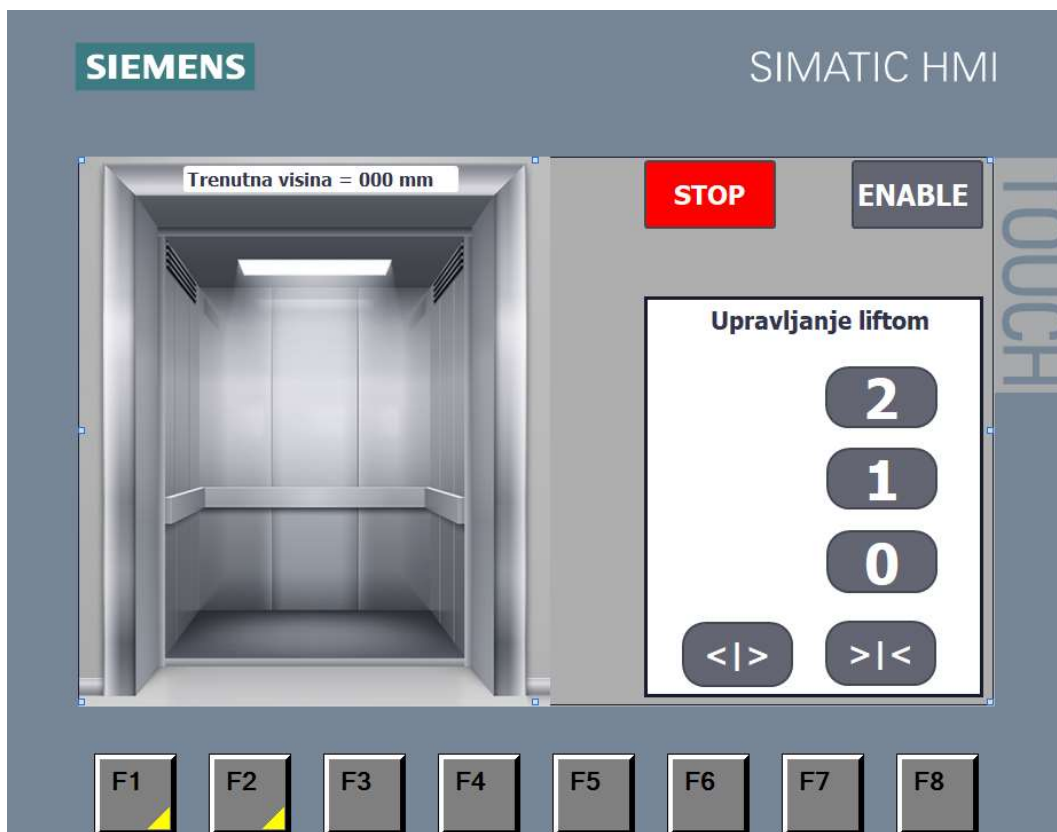 SIEMENS
SIMATIC HMI
TOUCH
Trenutna visina = 000 mm
STOP
ENABLE
Upravljanje liftom
2
1
0
<|>
>|<
F1
F2
F3
F4
F5
F6
F7
F8